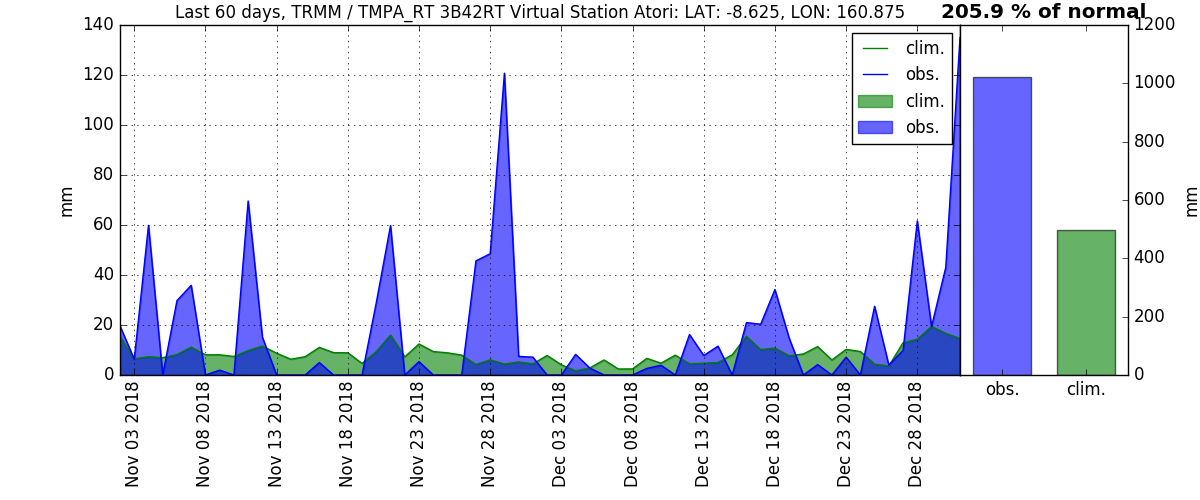 Last 60 days, TRMM / TMPA_RT 3B42RT Virtual Station Atori: LAT: -8.625, LON: 160.875
205.9 % of normal
140
120
100
80
60
40
20
0
mm
clim.
obs.
clim.
obs.
1200
1000
800
600
400
200
0
mm
obs.
clim.
Nov 03 2018
Nov 08 2018
Nov 13 2018
Nov 18 2018
Nov 23 2018
Nov 28 2018
Dec 03 2018
Dec 08 2018
Dec 13 2018
Dec 18 2018
Dec 23 2018
Dec 28 2018